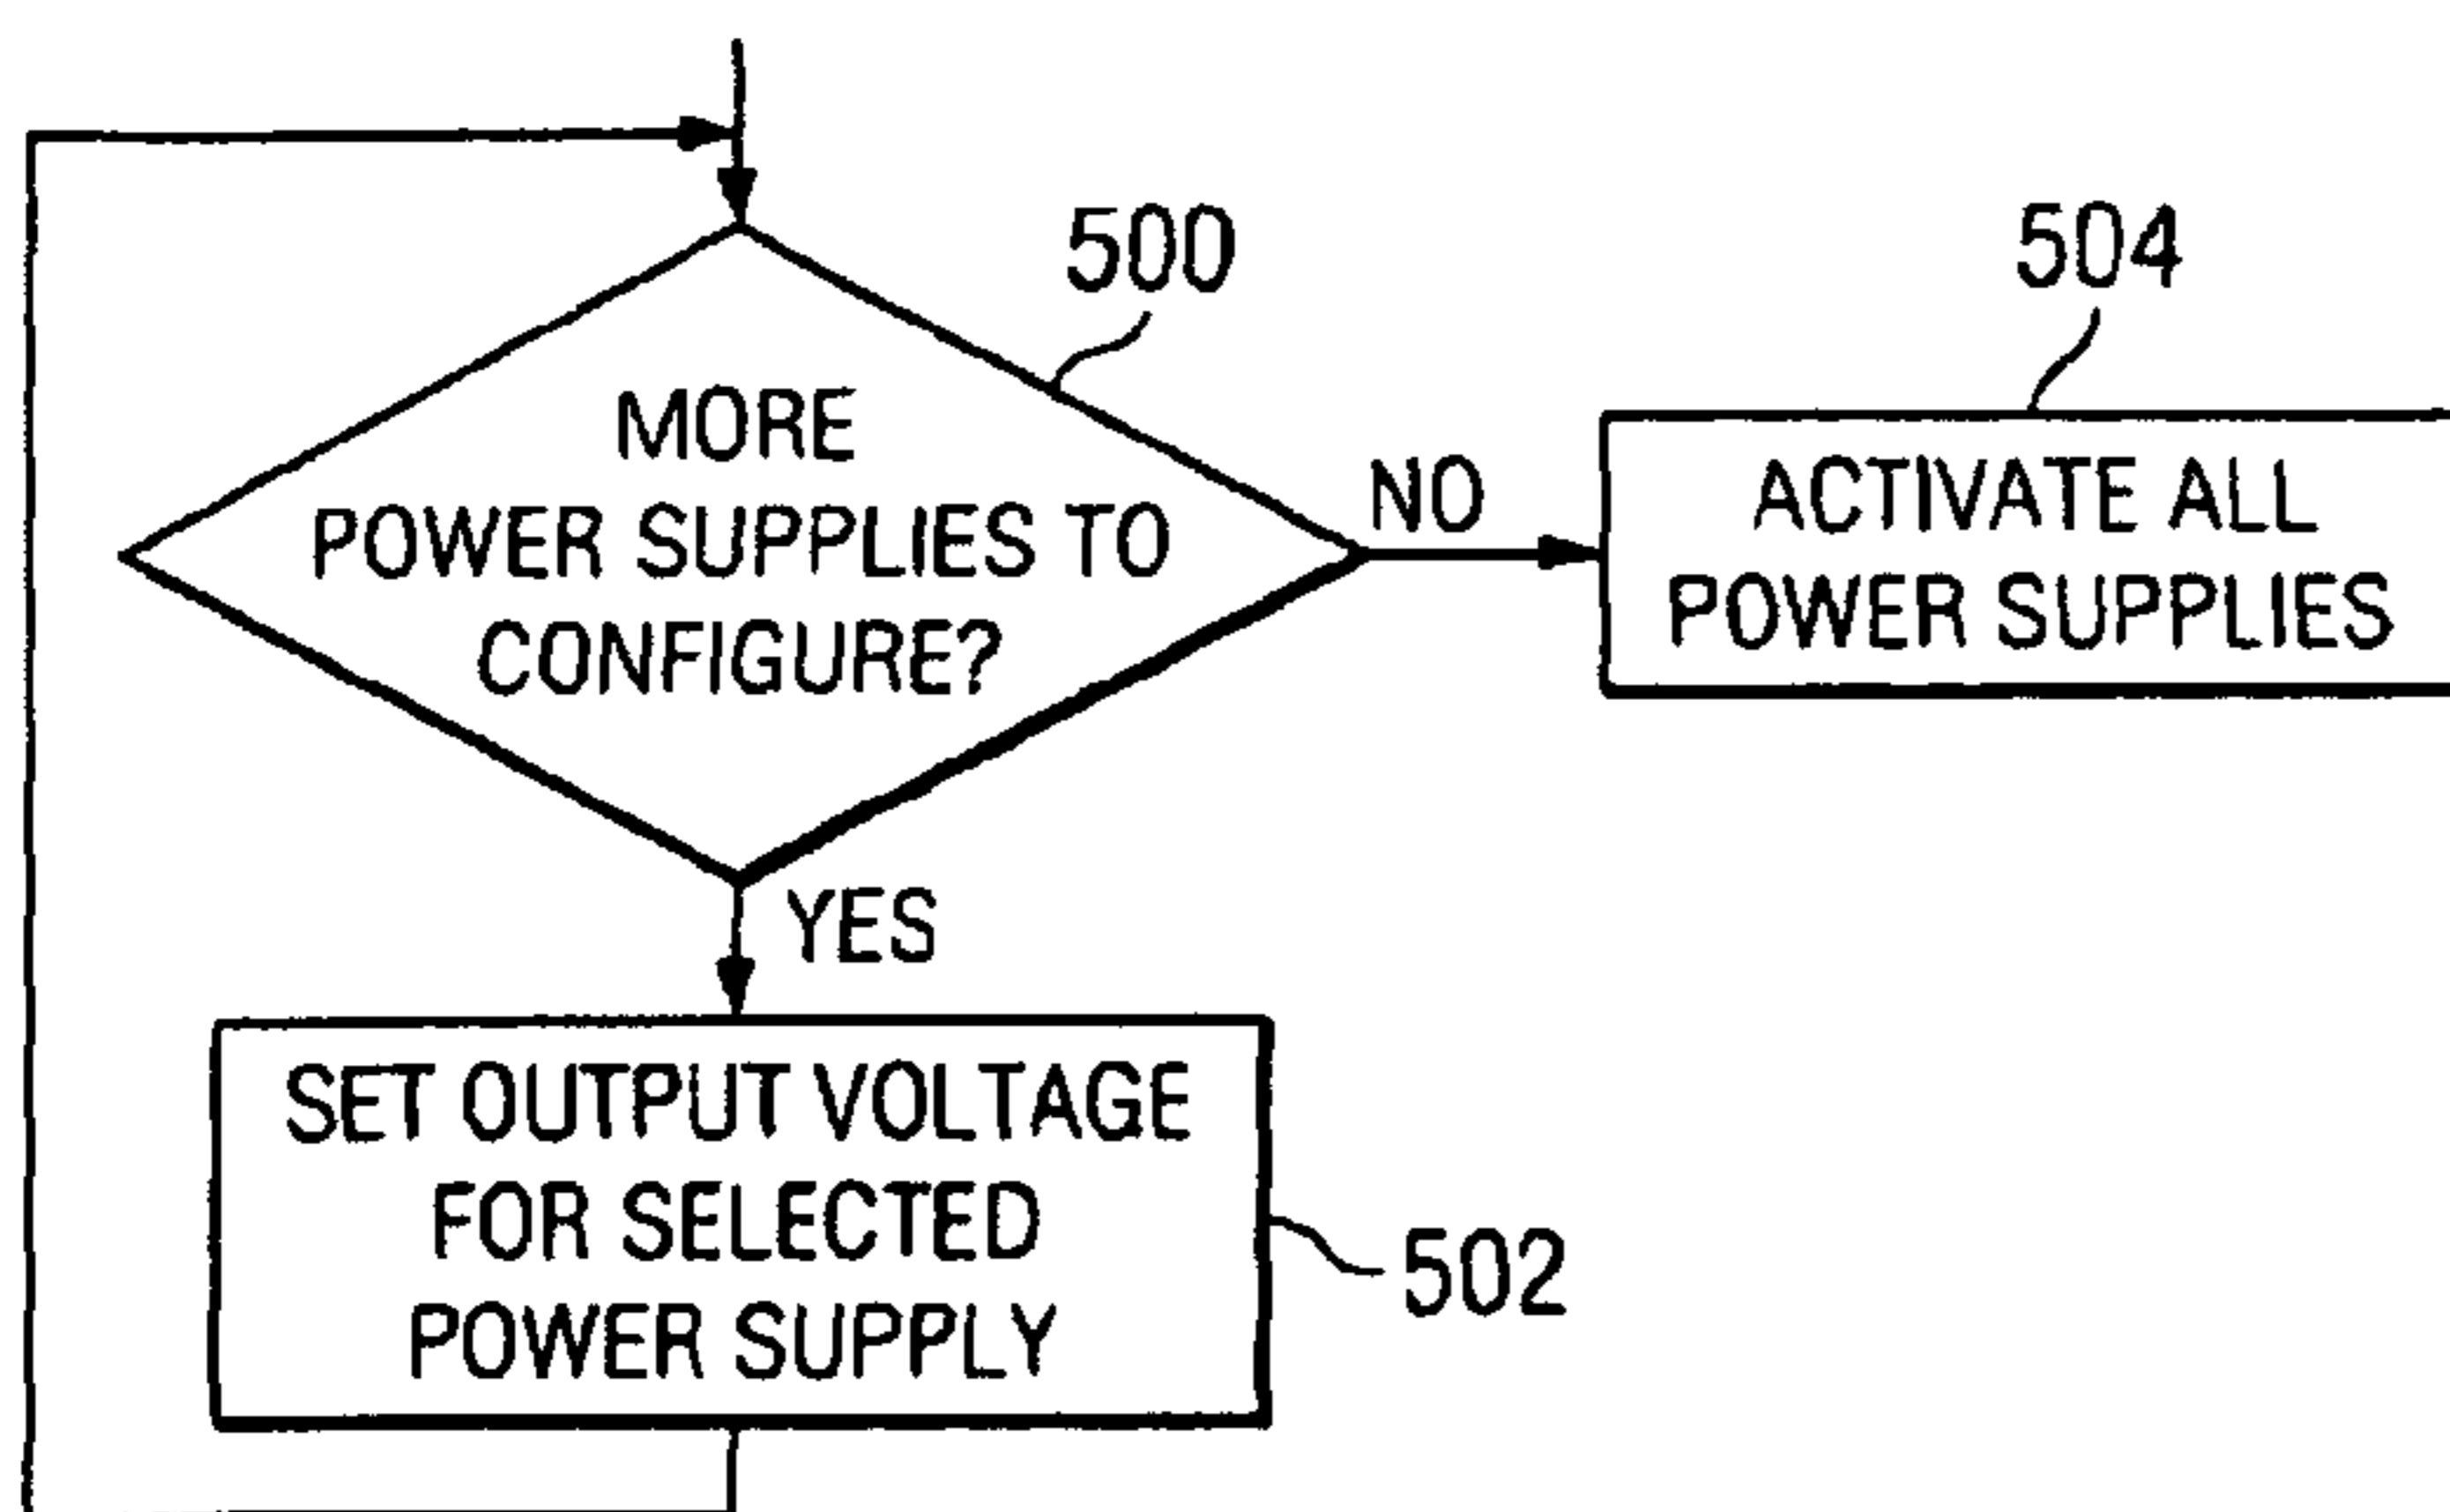 500
MORE
POWER SUPPLIES TO
CONFIGURE?
NO
504
ACTIVATE ALL
POWER SUPPLIES
YES
SET OUTPUT VOLTAGE
FOR SELECTED
POWER SUPPLY
502